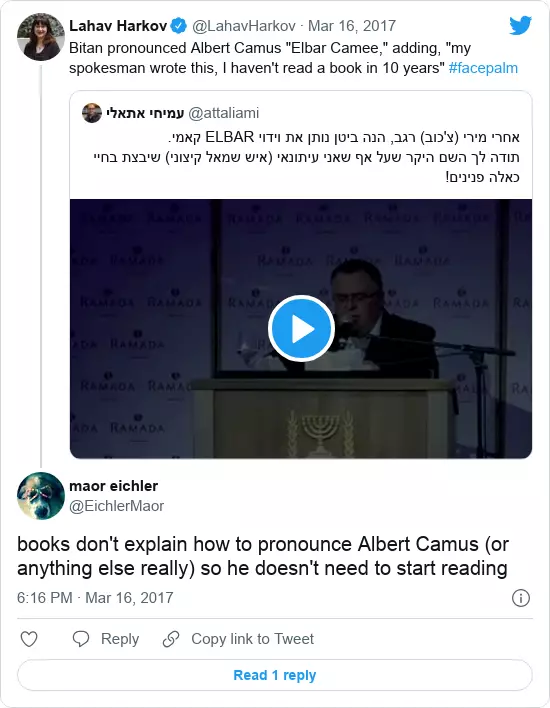 Lahav Harkov @LahavHarkov · Mar 16, 2017
Bitan pronounced Albert Camus "Elbar Camee," adding, "my
spokesman wrote this, I haven't read a book in 10 years" #facepalm
עמיחי אתאלי @attaliami
אחרי מירי (צ'כוב) רגב, הנה ביטן נותן את וידוי ELBAR קאמי.
תודה לך השם היקר שעל אף שאני עיתונאי (איש שמאל קיצוני) שיבצת בחיי
כאלה פנינים!
RAMADA RAMADA RAMADA
RAMADA RAMADA
RAMADA RAMADA
RAMADA
maor eichler
@EichlerMaor
books don't explain how to pronounce Albert Camus (or
anything else really) so he doesn't need to start reading
6:16 PM · Mar 16, 2017
Reply Copy link to Tweet
Read 1 reply